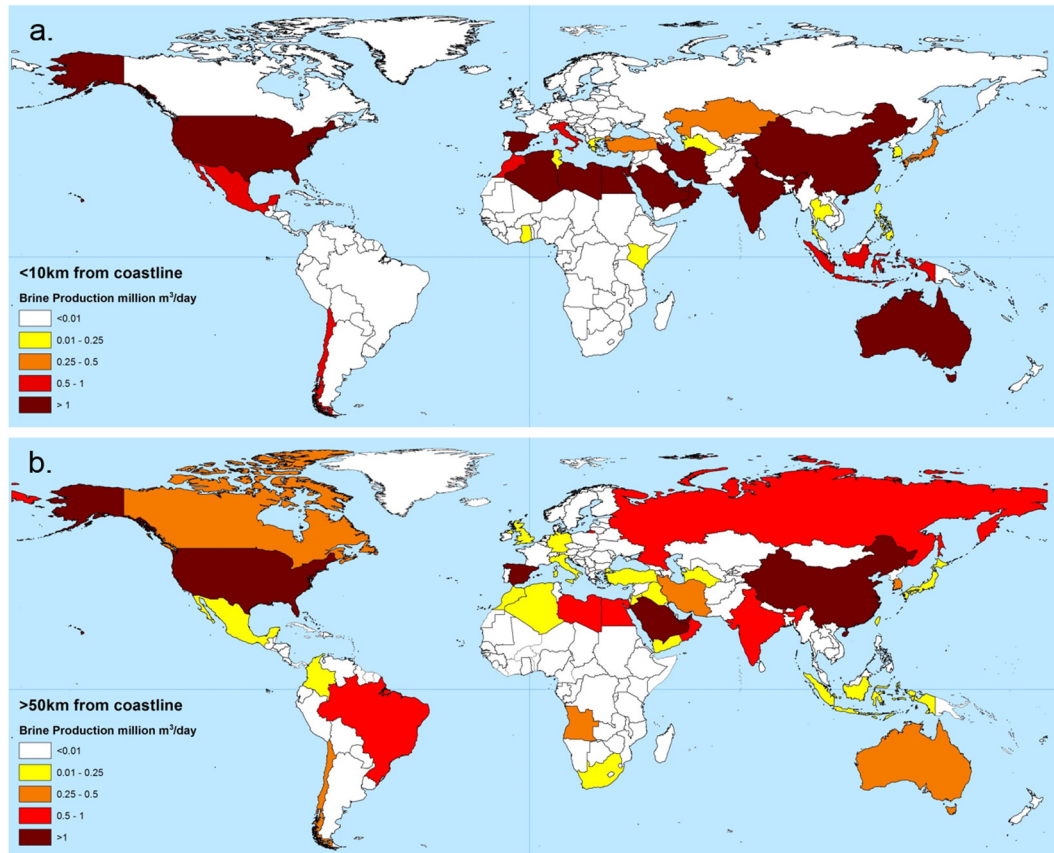 a.
<10km from coastline
Brine Production million m³/day
<0.01
0.01 - 0.25
0.25 - 0.5
0.5 - 1
> 1
b.
>50km from coastline
Brine Production million m³/day
<0.01
0.01 - 0.25
0.25 - 0.5
0.5 - 1
>1